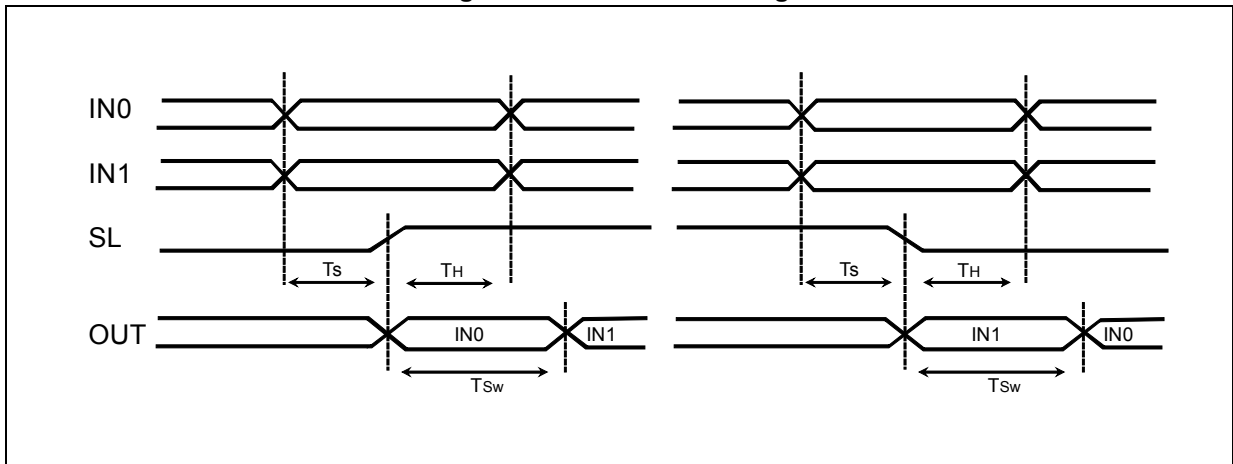 IN0
IN1
SL
Ts TH Ts TH
OUT IN0 IN1 IN1 IN0
TSW TSW